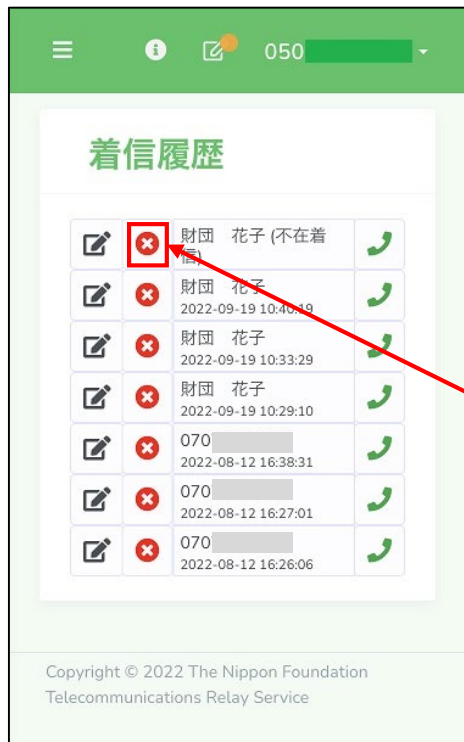 050
着信履歴
財団　花子 (不在着
信)
財団　花子
2022-09-19 10:40:19
財団　花子
2022-09-19 10:33:29
財団　花子
2022-09-19 10:29:10
070
2022-08-12 16:38:31
070
2022-08-12 16:27:01
070
2022-08-12 16:26:06
Copyright © 2022 The Nippon Foundation
Telecommunications Relay Service